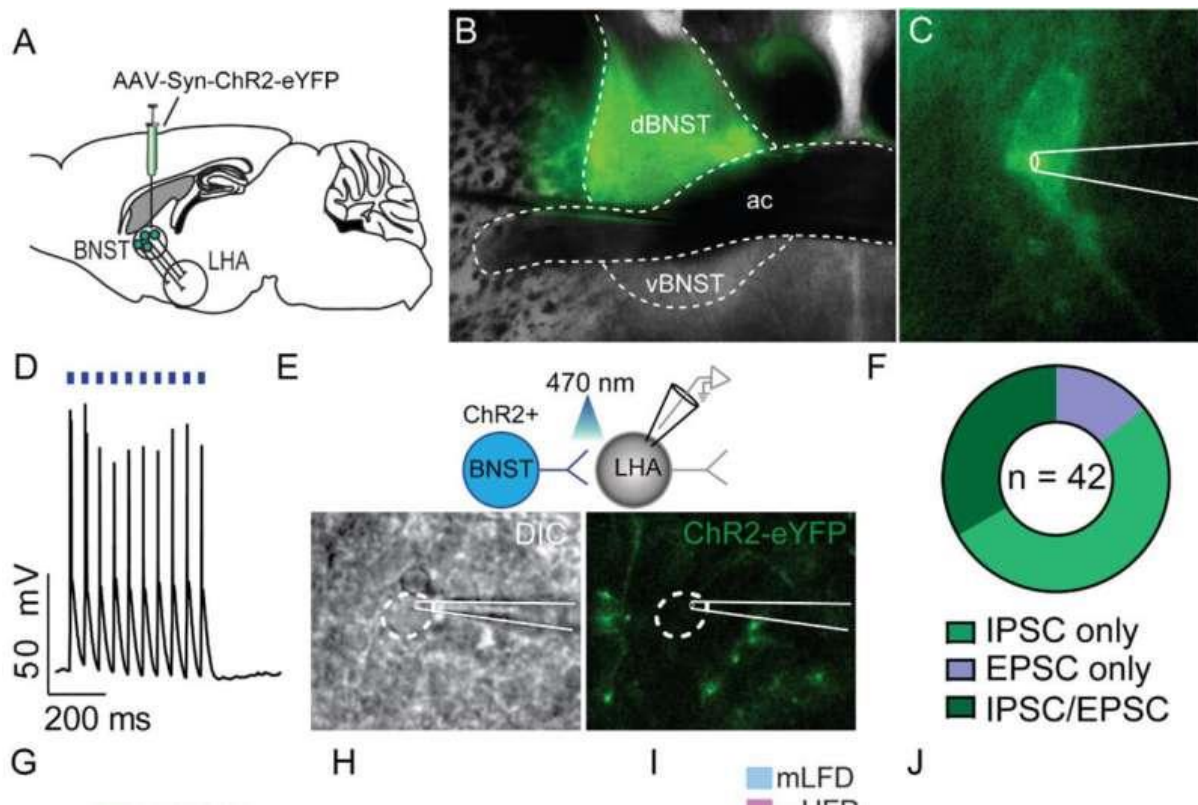 A
AAV-Syn-ChR2-eYFP
BNST
LHA
B
dBNST
ac
vBNST
C
D
50 mV
200 ms
E
470 nm
ChR2+
BNST
LHA
DIC
ChR2-eYFP
F
n = 42
IPSC only
EPSC only
IPSC/EPSC
G
H
I
mLFD
J